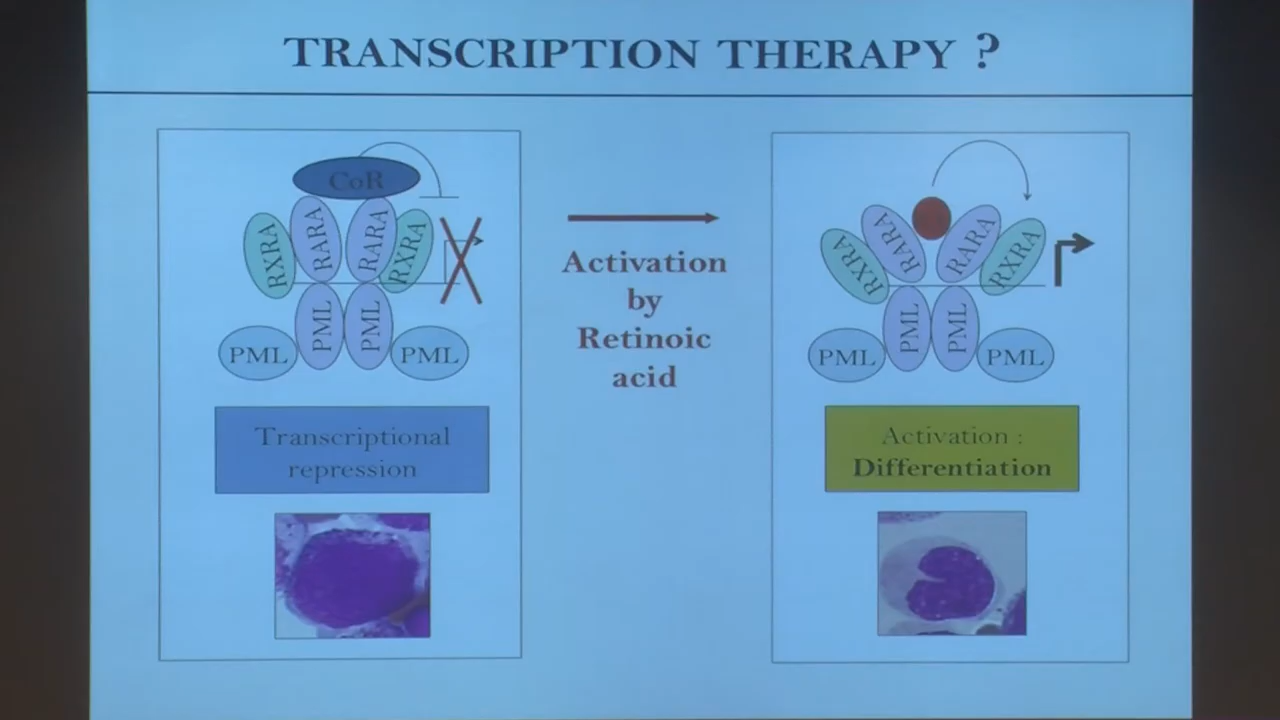 TRANSCRIPTION THERAPY ?
CoR
RXRA
RARA
RARA
RXRA
PML
PML
PML
PML
Transcriptional
repression
Activation
by
Retinoic
acid
RXRA
RARA
RARA
RXRA
PML
PML
PML
PML
Activation :
Differentiation